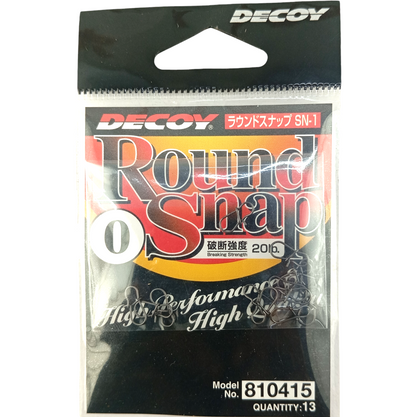 DECOY
DECOY® ラウンドスナップ SN-1
Round
0 Snap
破断強度 20lb.
Breaking Strength
High Performance
High
Model No. 810415
QUANTITY:13